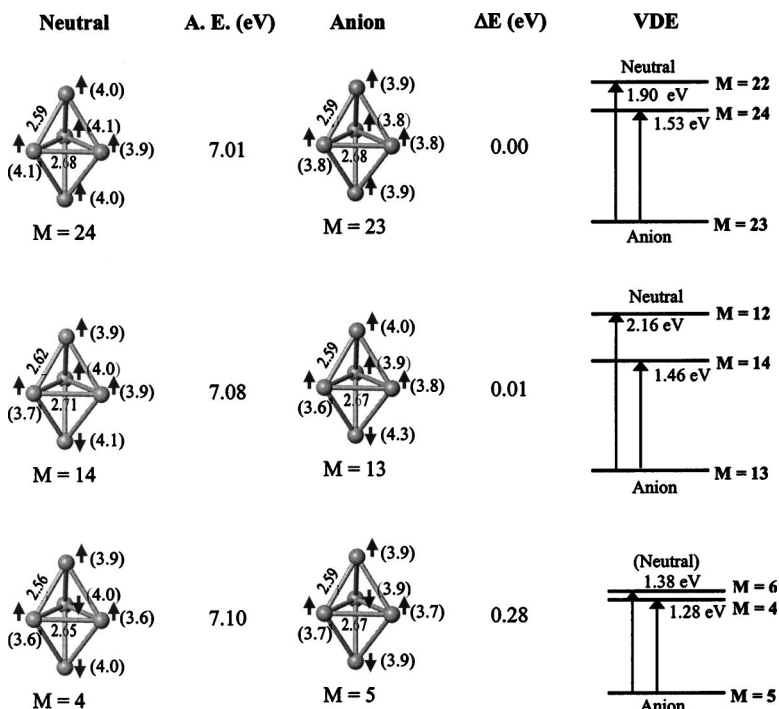 Neutral A. E. (eV) Anion ΔE (eV) VDE
(4.0)
2.59
(4.1)
(4.1)
2.68
(3.9)
(4.0)
M = 24
7.01
(3.9)
2.59
(3.8)
(3.8)
2.68
(3.8)
(3.9)
M = 23
0.00
Neutral
M = 22
1.90 eV
M = 24
1.53 eV
M = 23
Anion
(3.9)
2.62
(4.0)
(3.7)
2.71
(3.9)
(4.1)
M = 14
7.08
(4.0)
2.59
(3.9)
(3.6)
2.67
(3.8)
(4.3)
M = 13
0.01
Neutral
M = 12
2.16 eV
M = 14
1.46 eV
M = 13
Anion
(3.9)
2.56
(4.0)
(3.6)
2.65
(3.6)
(4.0)
M = 4
7.10
(3.9)
2.59
(3.9)
(3.7)
2.67
(3.7)
(3.9)
M = 5
0.28
(Neutral)
M = 6
1.38 eV
M = 4
1.28 eV
M = 5
Anion